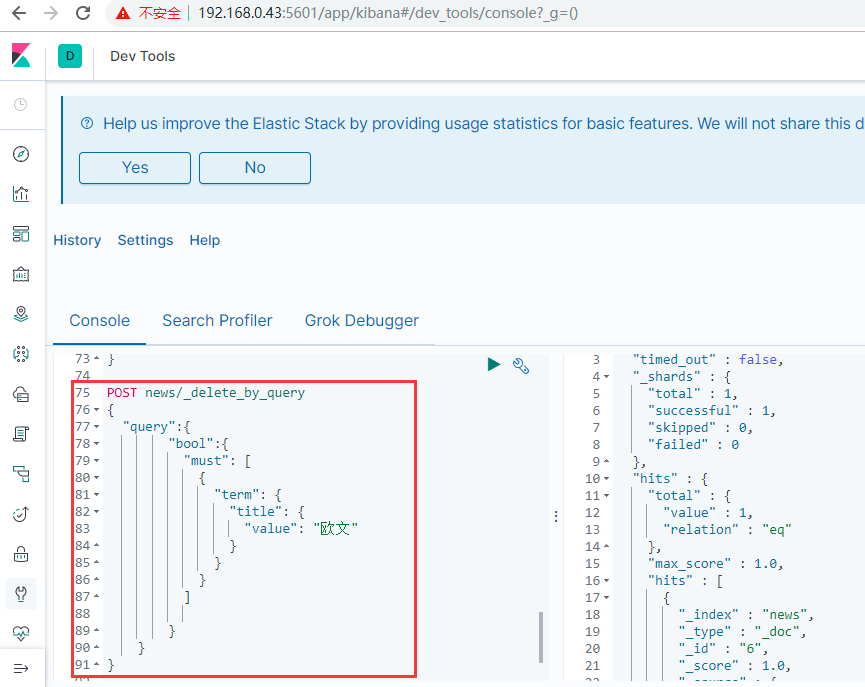 不安全 192.168.0.43:5601/app/kibana#/dev_tools/console?_g=()
D Dev Tools
Help us improve the Elastic Stack by providing usage statistics for basic features. We will not share this d
Yes No
History Settings Help
Console Search Profiler Grok Debugger
73 }
74
75 POST news/_delete_by_query
76 {
77 "query":{
78 "bool":{
79 "must": [
80 {
81 "term": {
82 "title": {
83 "value": "欧文"
84 }
85 }
86 }
87 ]
88
89 }
90 }
91 }
3 "timed_out" : false,
4 "_shards" : {
5 "total" : 1,
6 "successful" : 1,
7 "skipped" : 0,
8 "failed" : 0
9 },
10 "hits" : {
11 "total" : {
12 "value" : 1,
13 "relation" : "eq"
14 },
15 "max_score" : 1.0,
16 "hits" : [
17 {
18 "_index" : "news",
19 "_type" : "_doc",
20 "_id" : "6",
21 "_score" : 1.0,